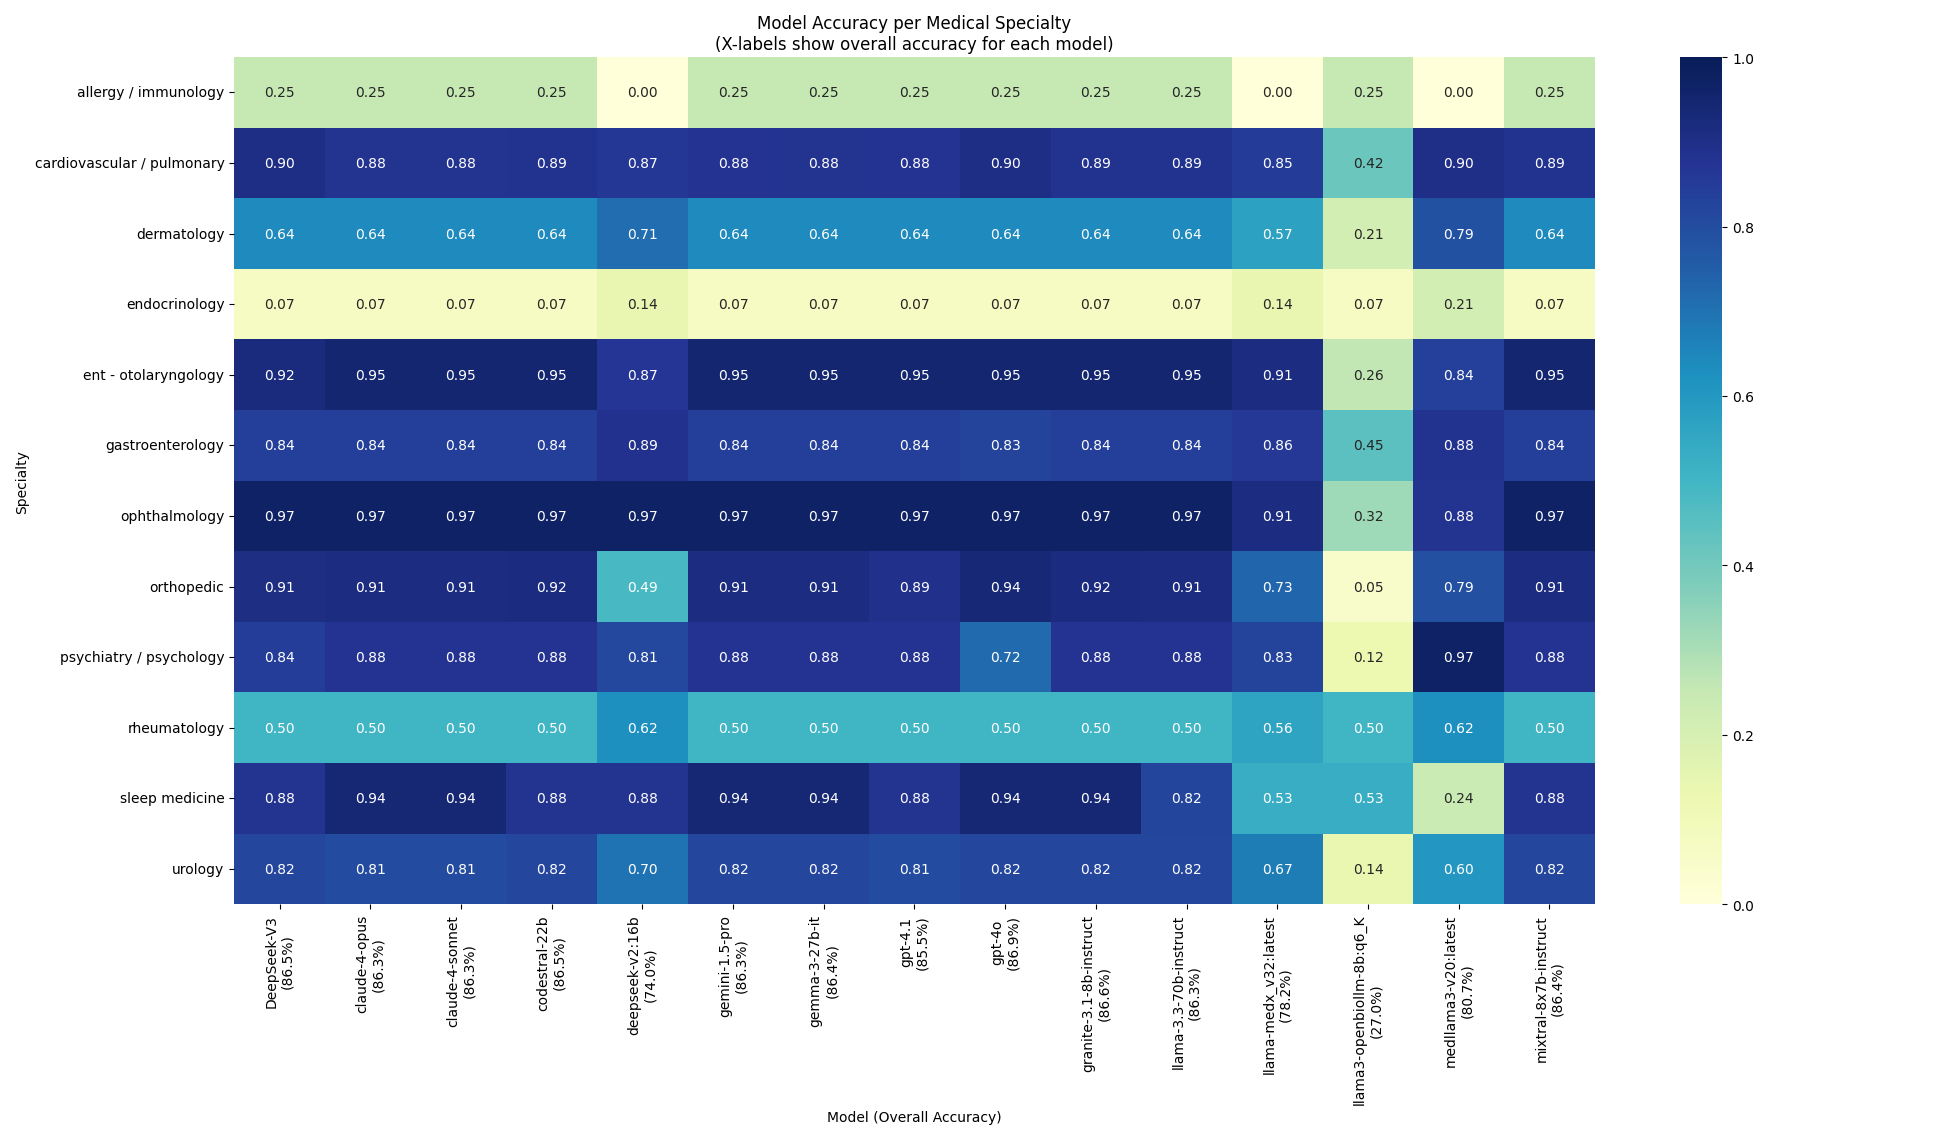 Model Accuracy per Medical Specialty
(X-labels show overall accuracy for each model)
allergy / immunology 0.25 0.25 0.25 0.25 0.00 0.25 0.25 0.25 0.25 0.25 0.25 0.00 0.25 0.00 0.25
cardiovascular / pulmonary 0.90 0.88 0.88 0.89 0.87 0.88 0.88 0.88 0.90 0.89 0.89 0.85 0.42 0.90 0.89
dermatology 0.64 0.64 0.64 0.64 0.71 0.64 0.64 0.64 0.64 0.64 0.64 0.57 0.21 0.79 0.64
endocrinology 0.07 0.07 0.07 0.07 0.14 0.07 0.07 0.07 0.07 0.07 0.07 0.14 0.07 0.21 0.07
ent - otolaryngology 0.92 0.95 0.95 0.95 0.87 0.95 0.95 0.95 0.95 0.95 0.95 0.91 0.26 0.84 0.95
gastroenterology 0.84 0.84 0.84 0.84 0.89 0.84 0.84 0.84 0.83 0.84 0.84 0.86 0.45 0.88 0.84
ophthalmology 0.97 0.97 0.97 0.97 0.97 0.97 0.97 0.97 0.97 0.97 0.97 0.91 0.32 0.88 0.97
orthopedic 0.91 0.91 0.91 0.92 0.49 0.91 0.91 0.89 0.94 0.92 0.91 0.73 0.05 0.79 0.91
psychiatry / psychology 0.84 0.88 0.88 0.88 0.81 0.88 0.88 0.88 0.72 0.88 0.88 0.83 0.12 0.97 0.88
rheumatology 0.50 0.50 0.50 0.50 0.62 0.50 0.50 0.50 0.50 0.50 0.50 0.56 0.50 0.62 0.50
sleep medicine 0.88 0.94 0.94 0.88 0.88 0.94 0.94 0.88 0.94 0.94 0.82 0.53 0.53 0.24 0.88
urology 0.82 0.81 0.81 0.82 0.70 0.82 0.82 0.81 0.82 0.82 0.82 0.67 0.14 0.60 0.82
Specialty
DeepSeek-V3
(86.5%)
claude-4-opus
(86.3%)
claude-4-sonnet
(86.3%)
codestral-22b
(86.5%)
deepseek-v2:16b
(74.0%)
gemini-1.5-pro
(86.3%)
gemma-3-27b-it
(86.4%)
gpt-4.1
(85.5%)
gpt-4o
(86.9%)
granite-3.1-8b-instruct
(86.6%)
llama-3.3-70b-instruct
(86.3%)
llama-medx_v32:latest
(78.2%)
llama3-openbiollm-8b:q6_K
(27.0%)
medllama3-v20:latest
(80.7%)
mixtral-8x7b-instruct
(86.4%)
Model (Overall Accuracy)
1.0
0.8
0.6
0.4
0.2
0.0